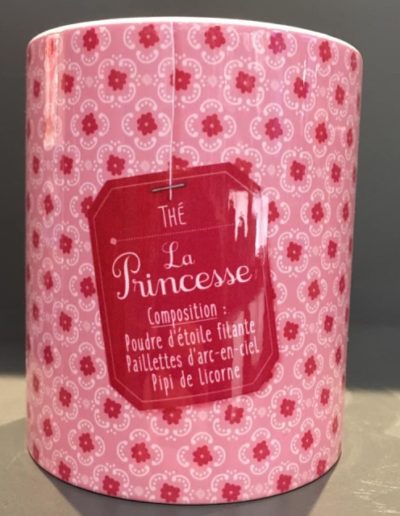 THÉ
La
Princesse
Composition :
Poudre d'étoile filante
Paillettes d'arc-en-ciel
Pipi de Licorne